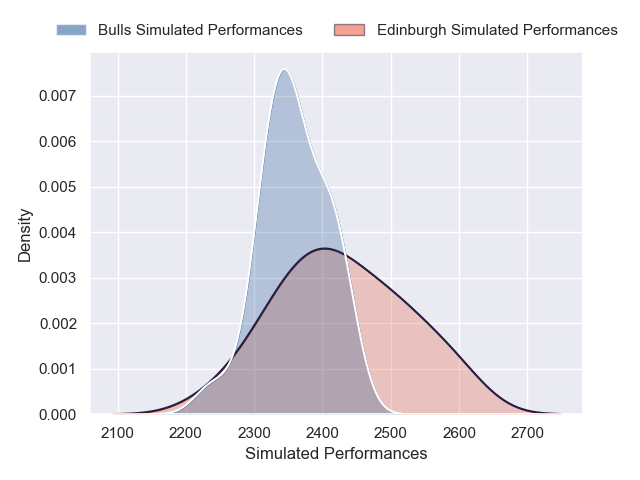 Bulls Simulated Performances Edinburgh Simulated Performances
0.007
0.006
0.005
0.004
0.003
0.002
0.001
0.000
Density
2100 2200 2300 2400 2500 2600 2700
Simulated Performances